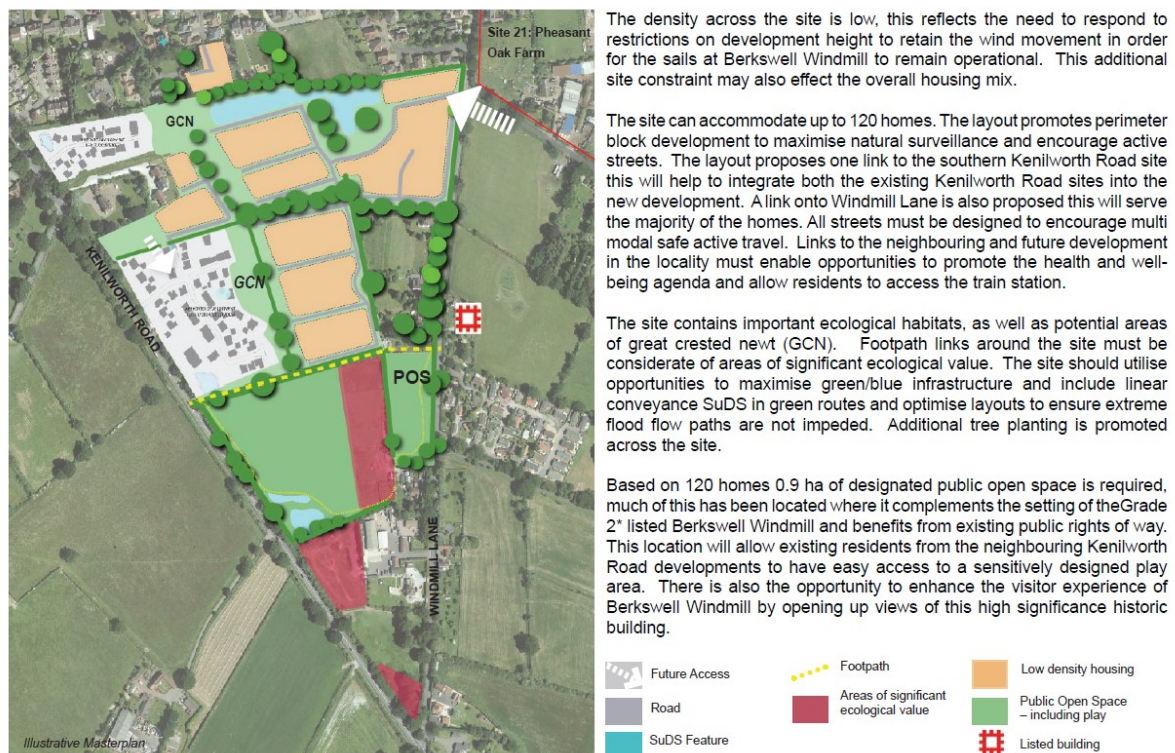 Site 21: Pheasant
Oak Farm
GCN
GCN
KENILWORTH ROAD
POS
WINDMILL LANE
Illustrative Masterplan
The density across the site is low, this reflects the need to respond to
restrictions on development height to retain the wind movement in order
for the sails at Berkswell Windmill to remain operational. This additional
site constraint may also effect the overall housing mix.
The site can accommodate up to 120 homes. The layout promotes perimeter
block development to maximise natural surveillance and encourage active
streets. The layout proposes one link to the southern Kenilworth Road site
this will help to integrate both the existing Kenilworth Road sites into the
new development. A link onto Windmill Lane is also proposed this will serve
the majority of the homes. All streets must be designed to encourage multi
modal safe active travel. Links to the neighbouring and future development
in the locality must enable opportunities to promote the health and well-
being agenda and allow residents to access the train station.
The site contains important ecological habitats, as well as potential areas
of great crested newt (GCN). Footpath links around the site must be
considerate of areas of significant ecological value. The site should utilise
opportunities to maximise green/blue infrastructure and include linear
conveyance SuDS in green routes and optimise layouts to ensure extreme
flood flow paths are not impeded. Additional tree planting is promoted
across the site.
Based on 120 homes 0.9 ha of designated public open space is required,
much of this has been located where it complements the setting of theGrade
2* listed Berkswell Windmill and benefits from existing public rights of way.
This location will allow existing residents from the neighbouring Kenilworth
Road developments to have easy access to a sensitively designed play
area. There is also the opportunity to enhance the visitor experience of
Berkswell Windmill by opening up views of this high significance historic
building.
Future Access
Road
SuDS Feature
Footpath
Areas of significant
ecological value
Low density housing
Public Open Space
– including play
Listed building